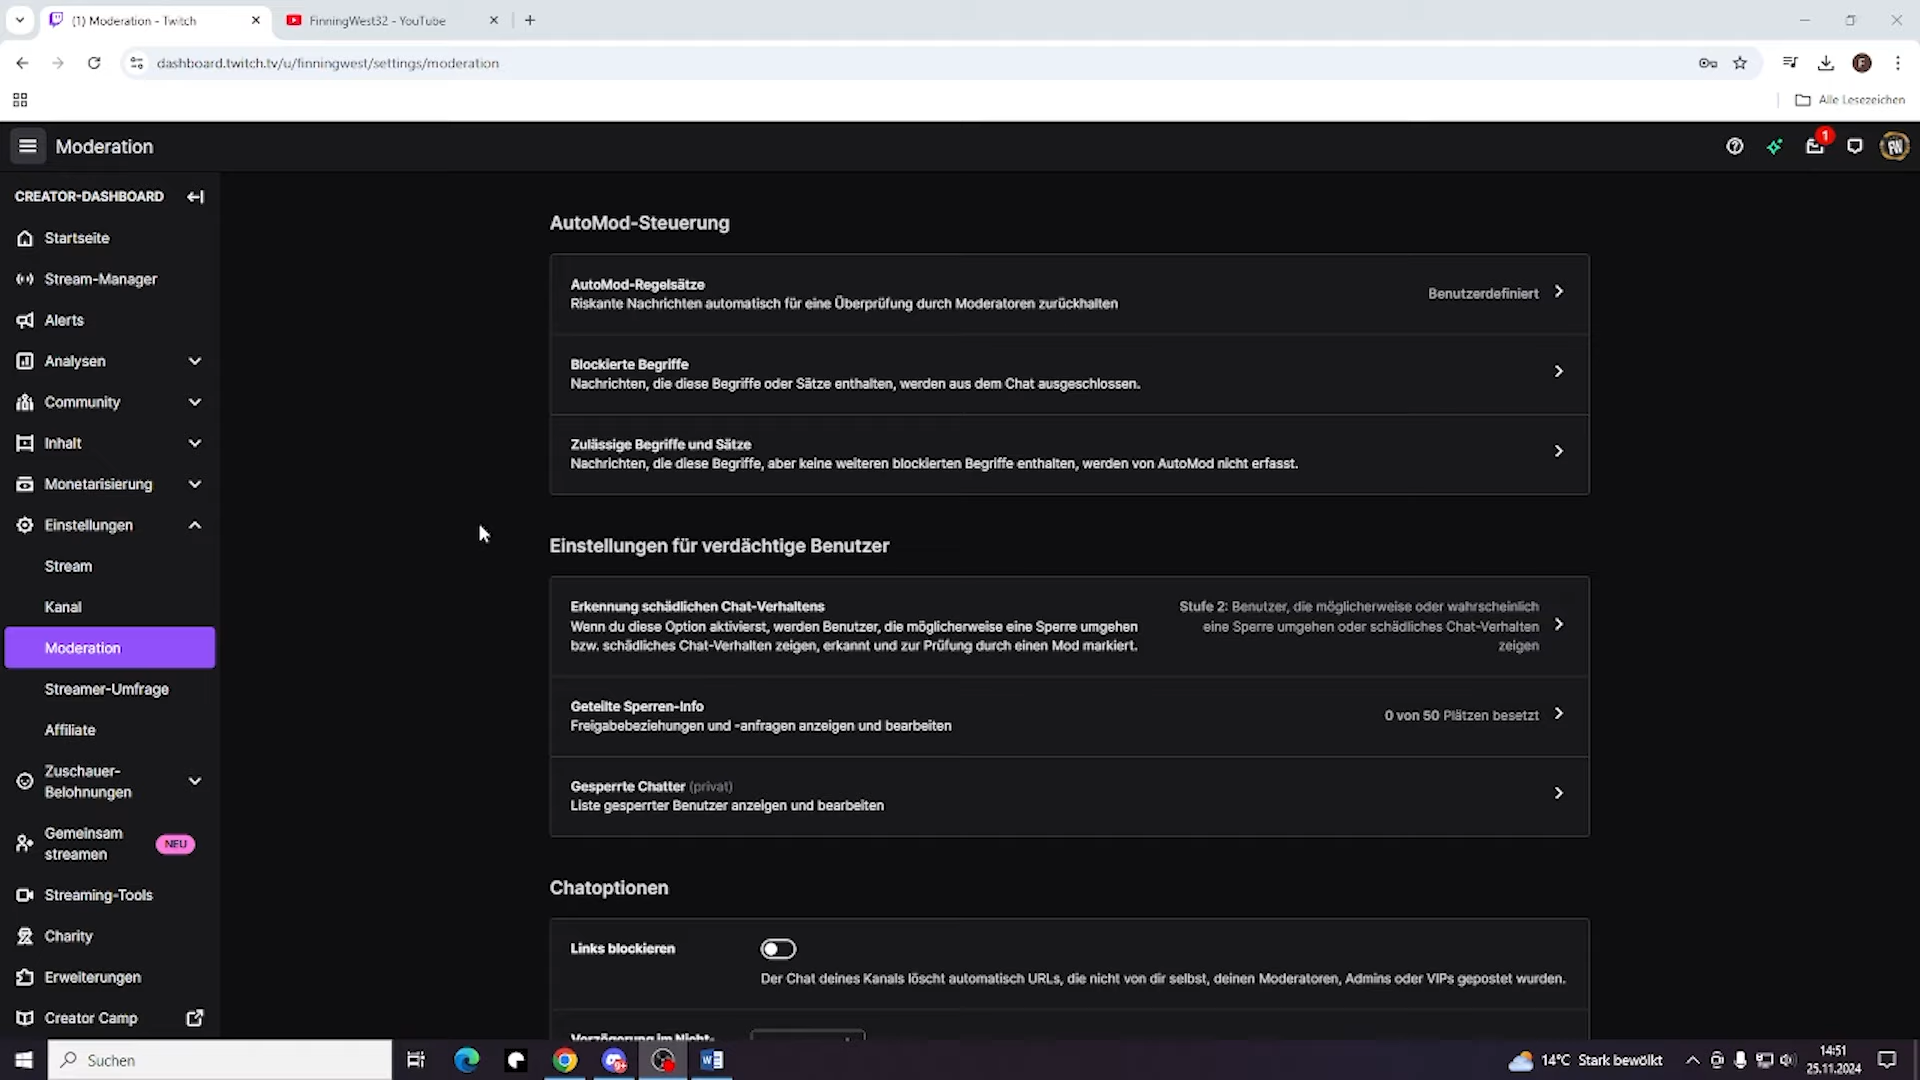 (1) Moderation - Twitch
FinningWest32 - YouTube
dashboard.twitch.tv/u/finningwest/settings/moderation
F
Alle Lesezeichen
Moderation
1
CREATOR-DASHBOARD
Startseite
Stream-Manager
Alerts
Analysen
Community
Inhalt
Monetarisierung
Einstellungen
Stream
Kanal
Moderation
Streamer-Umfrage
Affiliate
Zuschauer-
Belohnungen
Gemeinsam
streamen
NEU
Streaming-Tools
Charity
Erweiterungen
Creator Camp
AutoMod-Steuerung
AutoMod-Regelsätze
Riskante Nachrichten automatisch für eine Überprüfung durch Moderatoren zurückhalten
Benutzerdefiniert
Blockierte Begriffe
Nachrichten, die diese Begriffe oder Sätze enthalten, werden aus dem Chat ausgeschlossen.
Zulässige Begriffe und Sätze
Nachrichten, die diese Begriffe, aber keine weiteren blockierten Begriffe enthalten, werden von AutoMod nicht erfasst.
Einstellungen für verdächtige Benutzer
Erkennung schädlichen Chat-Verhaltens
Wenn du diese Option aktivierst, werden Benutzer, die möglicherweise eine Sperre umgehen
bzw. schädliches Chat-Verhalten zeigen, erkannt und zur Prüfung durch einen Mod markiert.
Stufe 2: Benutzer, die möglicherweise oder wahrscheinlich
eine Sperre umgehen oder schädliches Chat-Verhalten
zeigen
Geteilte Sperren-Info
Freigabebeziehungen und -anfragen anzeigen und bearbeiten
0 von 50 Plätzen besetzt
Gesperrte Chatter (privat)
Liste gesperrter Benutzer anzeigen und bearbeiten
Chatoptionen
Links blockieren
Der Chat deines Kanals löscht automatisch URLs, die nicht von dir selbst, deinen Moderatoren, Admins oder VIPs gepostet wurden.
Verzögerung im Nicht-
Suchen
14°C Stark bewölkt
14:51
25.11.2024